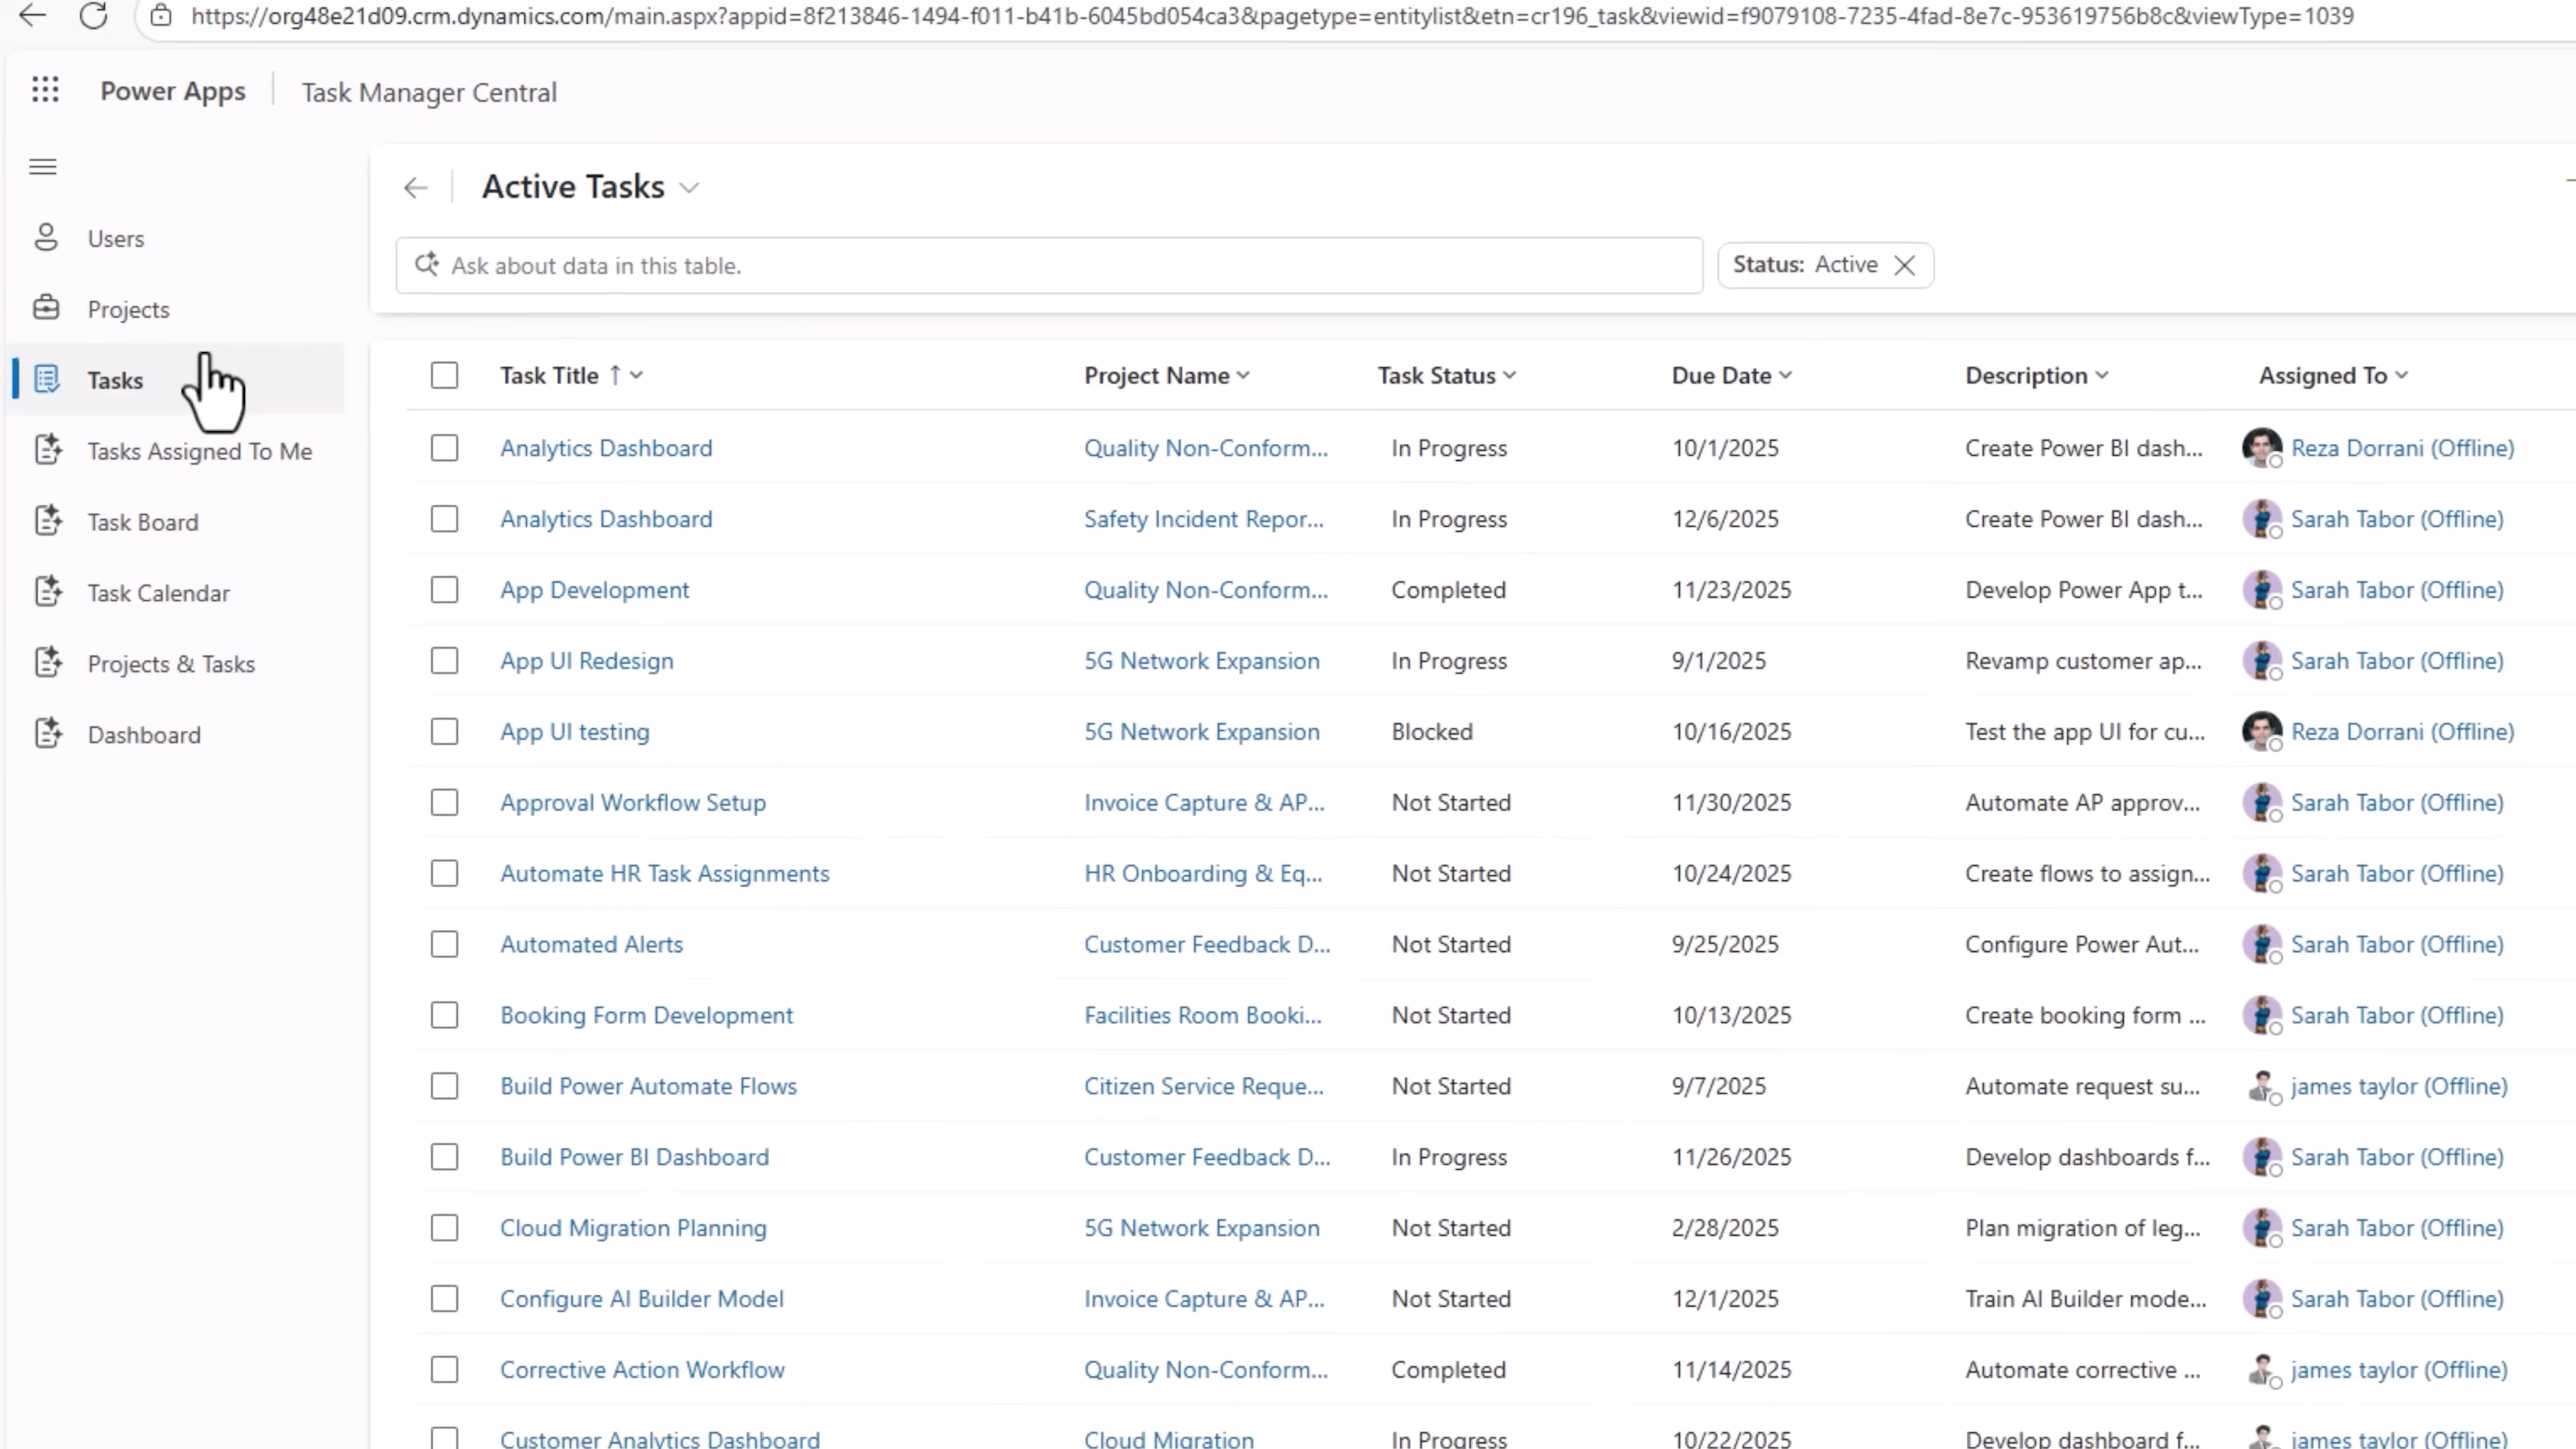 https://org48e21d09.crm.dynamics.com/main.aspx?appid=8f213846-1494-f011-b41b-6045bd054ca3&pagetype=entitylist&etn=cr196_task&viewid=f9079108-7235-4fad-8e7c-953619756b8c&viewType=1039
Power Apps | Task Manager Central
Active Tasks
Ask about data in this table. Status: Active
Users
Projects
Tasks
Tasks Assigned To Me
Task Board
Task Calendar
Projects & Tasks
Dashboard
Task Title Project Name Task Status Due Date Description Assigned To
Analytics Dashboard Quality Non-Conform... In Progress 10/1/2025 Create Power BI dash... Reza Dorrani (Offline)
Analytics Dashboard Safety Incident Repor... In Progress 12/6/2025 Create Power BI dash... Sarah Tabor (Offline)
App Development Quality Non-Conform... Completed 11/23/2025 Develop Power App t... Sarah Tabor (Offline)
App UI Redesign 5G Network Expansion In Progress 9/1/2025 Revamp customer ap... Sarah Tabor (Offline)
App UI testing 5G Network Expansion Blocked 10/16/2025 Test the app UI for cu... Reza Dorrani (Offline)
Approval Workflow Setup Invoice Capture & AP... Not Started 11/30/2025 Automate AP approv... Sarah Tabor (Offline)
Automate HR Task Assignments HR Onboarding & Eq... Not Started 10/24/2025 Create flows to assign... Sarah Tabor (Offline)
Automated Alerts Customer Feedback D... Not Started 9/25/2025 Configure Power Aut... Sarah Tabor (Offline)
Booking Form Development Facilities Room Booki... Not Started 10/13/2025 Create booking form ... Sarah Tabor (Offline)
Build Power Automate Flows Citizen Service Reque... Not Started 9/7/2025 Automate request su... james taylor (Offline)
Build Power BI Dashboard Customer Feedback D... In Progress 11/26/2025 Develop dashboards f... Sarah Tabor (Offline)
Cloud Migration Planning 5G Network Expansion Not Started 2/28/2025 Plan migration of leg... Sarah Tabor (Offline)
Configure AI Builder Model Invoice Capture & AP... Not Started 12/1/2025 Train AI Builder mode... Sarah Tabor (Offline)
Corrective Action Workflow Quality Non-Conform... Completed 11/14/2025 Automate corrective ... james taylor (Offline)
Customer Analytics Dashboard Cloud Migration In Progress 10/22/2025 Develop dashboard f... james taylor (Offline)